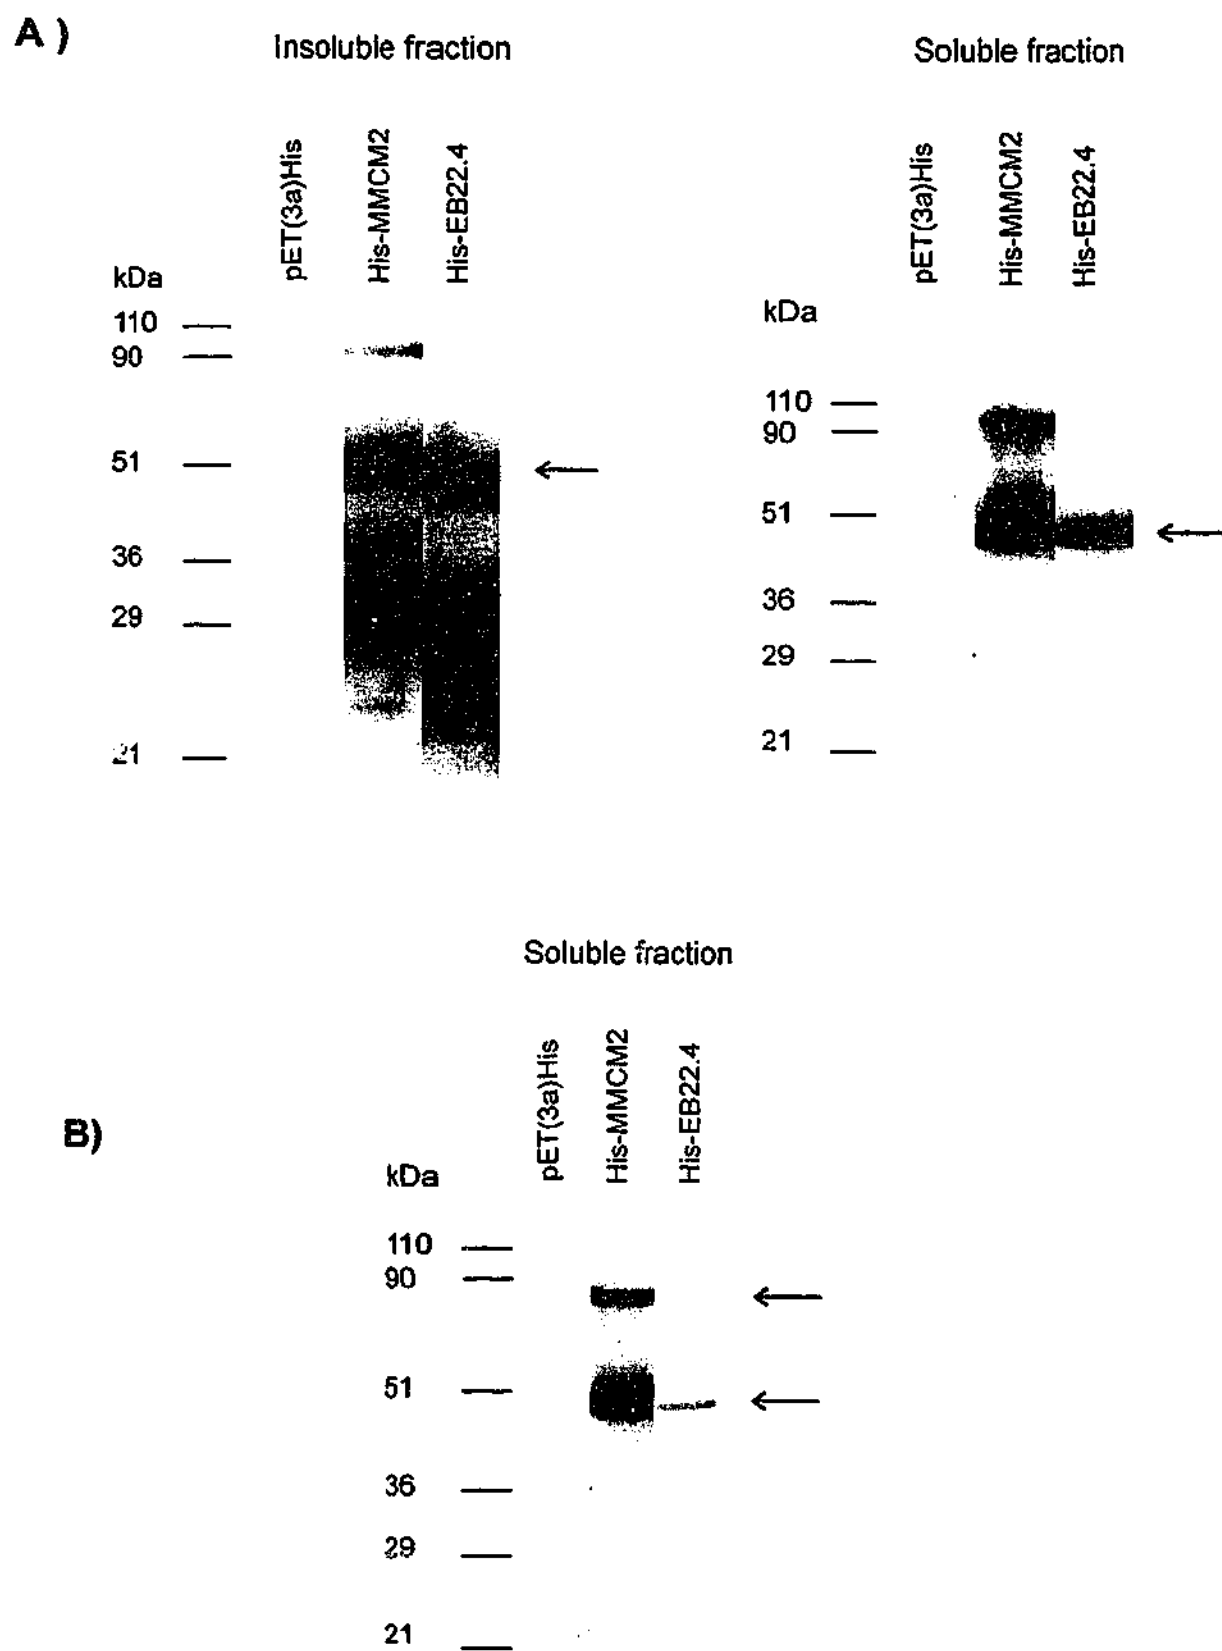 A )
Insoluble fraction
pET(3a)His
His-MMCM2
His-EB22.4
kDa
110
90
51
36
29
21
Soluble fraction
pET(3a)His
His-MMCM2
His-EB22.4
kDa
110
90
51
36
29
21
B)
Soluble fraction
pET(3a)His
His-MMCM2
His-EB22.4
kDa
110
90
51
36
29
21